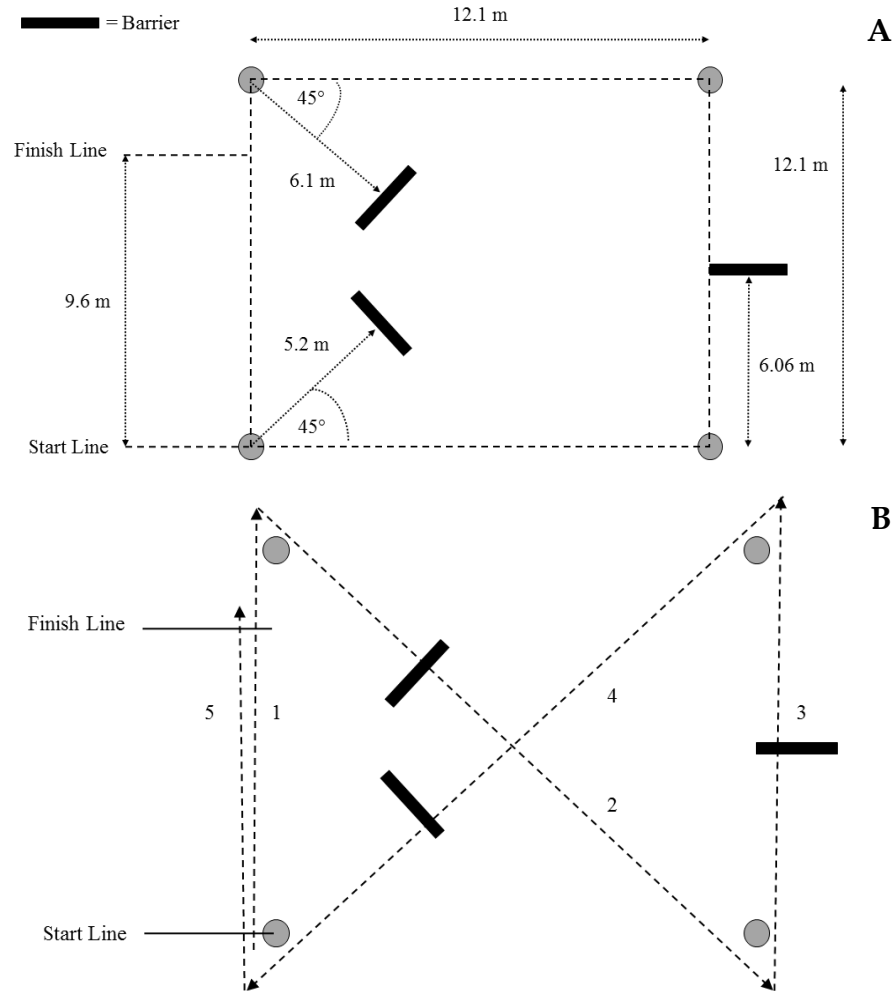 = Barrier
12.1 m
A
45°
Finish Line
6.1 m
12.1 m
9.6 m
5.2 m
6.06 m
45°
Start Line
B
Finish Line
5
1
4
3
2
Start Line